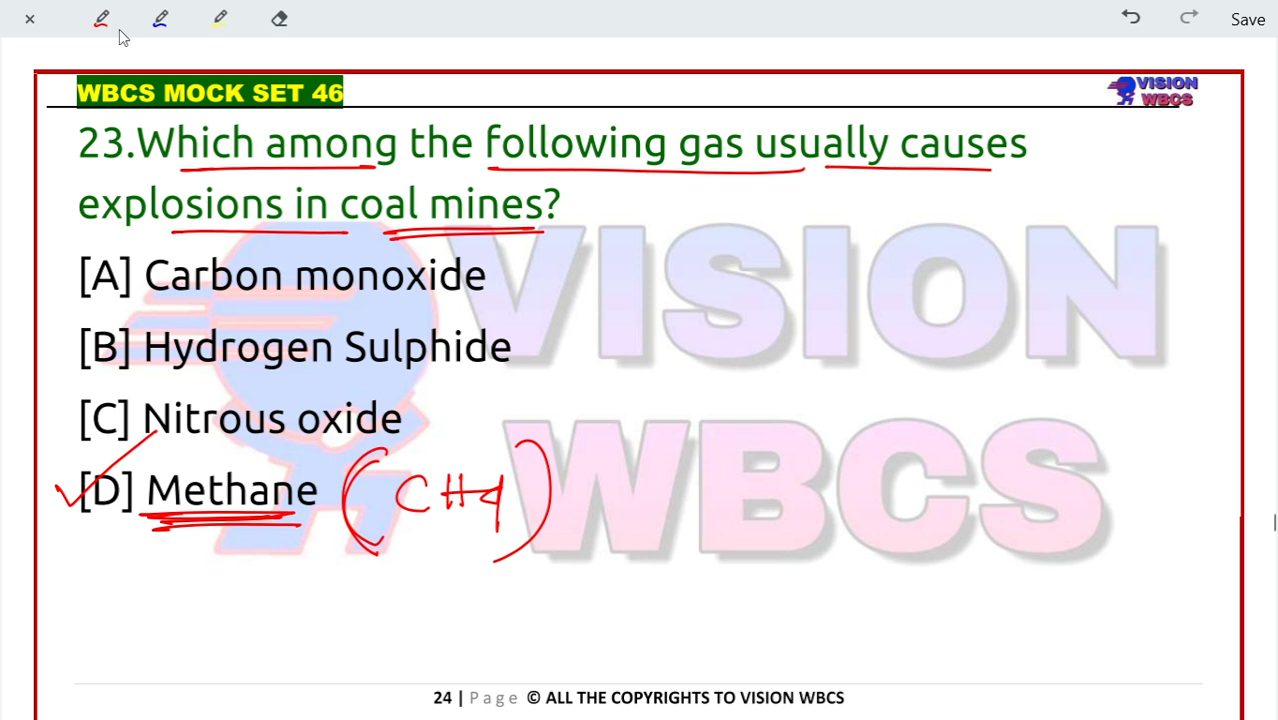 Save
WBCS MOCK SET 46
VISION
WBCS
23.Which among the following gas usually causes
explosions in coal mines?
[A] Carbon monoxide
[B] Hydrogen Sulphide
[C] Nitrous oxide
[D] Methane (CH4)
VISION
WBCS
24 | Page © ALL THE COPYRIGHTS TO VISION WBCS